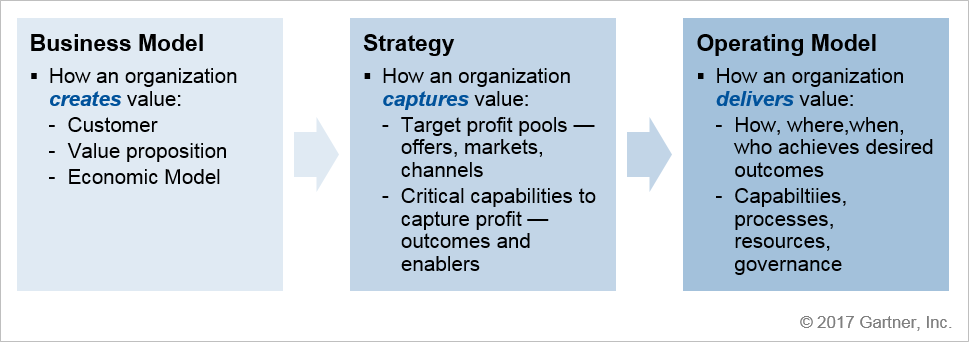 Business Model
▪ How an organization
creates value:
- Customer
- Value proposition
- Economic Model
Strategy
▪ How an organization
captures value:
- Target profit pools —
offers, markets,
channels
- Critical capabilities to
capture profit —
outcomes and
enablers
Operating Model
▪ How an organization
delivers value:
- How, where,when,
who achieves desired
outcomes
- Capabiltiies,
processes,
resources,
governance
© 2017 Gartner, Inc.